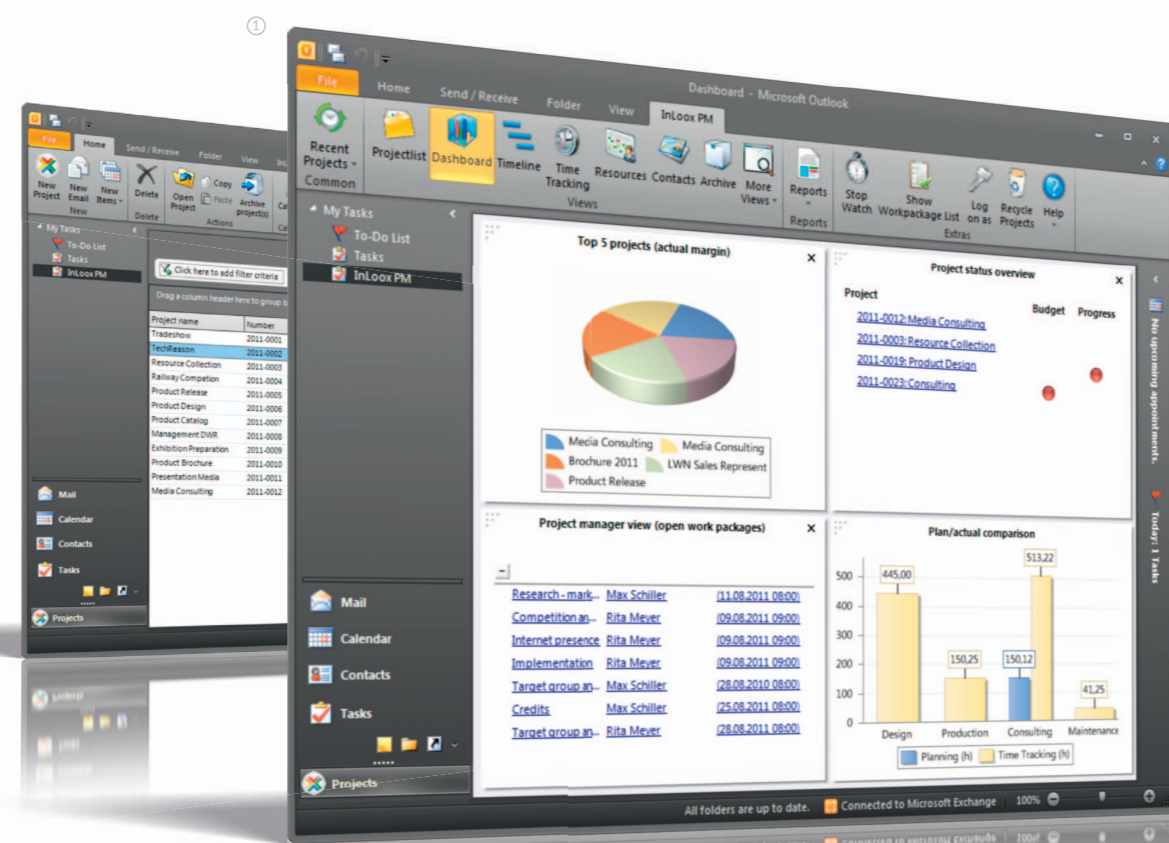 ①
Dashboard - Microsoft Outlook
File Home Send / Receive Folder View InLoox PM
Recent Projects
Projectlist
Dashboard
Timeline
Time Tracking
Resources
Contacts
Archive
More Views
Reports
Stop Watch
Show Workpackage List
Log on as
Recycle Projects
Help
Common Views Reports Extras
My Tasks
To-Do List
Tasks
InLoox PM
Mail
Calendar
Contacts
Tasks
Projects
Top 5 projects (actual margin)
Media Consulting Media Consulting
Brochure 2011 LWN Sales Represent
Product Release
Project status overview
Project Budget Progress
2011-0012: Media Consulting
2011-0003: Resource Collection
2011-0019: Product Design
2011-0023: Consulting
Project manager view (open work packages)
Research - mark... Max Schiller (11.08.2011 08:00)
Competition an... Rita Meyer (09.08.2011 09:00)
Internet presence Rita Meyer (09.08.2011 09:00)
Implementation Rita Meyer (09.08.2011 09:00)
Target group an... Max Schiller (28.08.2010 08:00)
Credits Max Schiller (25.08.2011 08:00)
Target group an... Rita Meyer (28.08.2011 08:00)
Plan/actual comparison
513,22
500 445,00
400
300
200 150,25 150,12
100 41,25
0
Design Production Consulting Maintenance
Planning (h) Time Tracking (h)
No upcoming appointments.
Today: 1 Tasks
All folders are up to date. Connected to Microsoft Exchange 100%
File Home Send / Receive Folder View
New Project
New Email
New Items
Delete
Open Project
Copy
Paste
Archive project(s)
New Delete Actions
My Tasks
To-Do List
Tasks
InLoox PM
Click here to add filter criteria
Drag a column header here to group
Project name Number
Tradeshow 2011-0001
TechReason 2011-0002
Resource Collection 2011-0003
Railway Competion 2011-0004
Product Release 2011-0005
Product Design 2011-0006
Product Catalog 2011-0007
Management DWR 2011-0008
Exhibition Preparation 2011-0009
Product Brochure 2011-0010
Presentation Media 2011-0011
Media Consulting 2011-0012
Mail
Calendar
Contacts
Tasks
Projects